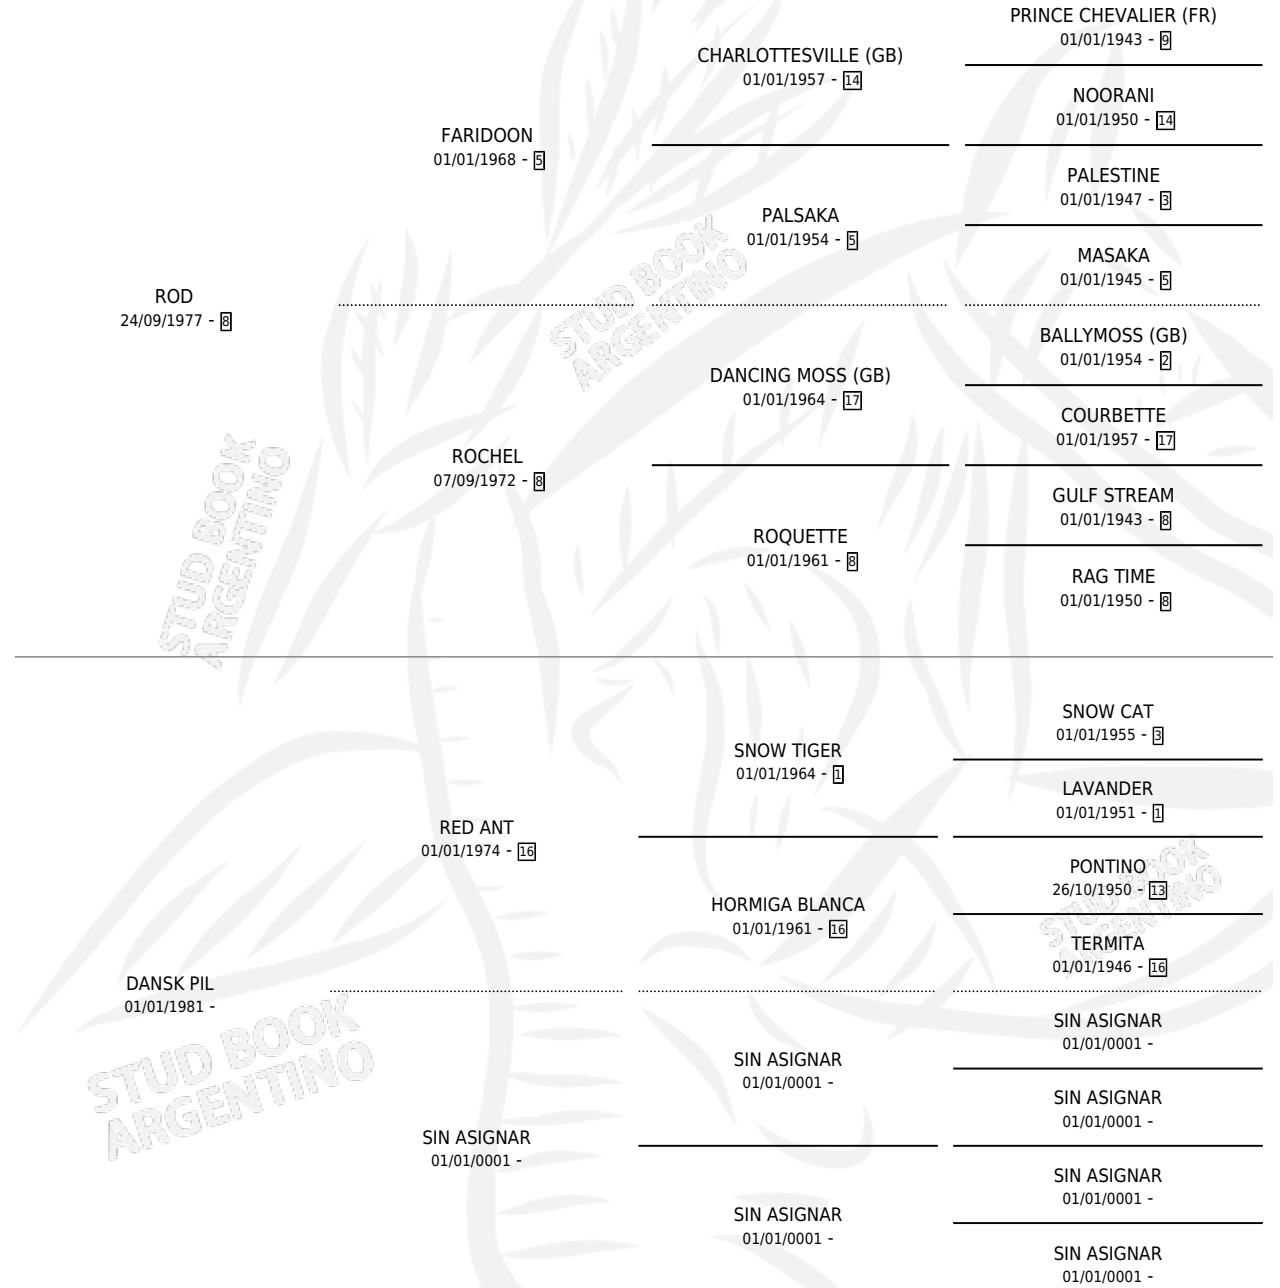 PRINCE CHEVALIER (FR)
01/01/1943 - 9
CHARLOTTESVILLE (GB)
01/01/1957 - 14
NOORANI
01/01/1950 - 14
FARIDOON
01/01/1968 - 5
PALESTINE
01/01/1947 - 3
PALSAKA
01/01/1954 - 5
MASAKA
01/01/1945 - 5
ROD
24/09/1977 - 8
BALLYMOSS (GB)
01/01/1954 - 2
DANCING MOSS (GB)
01/01/1964 - 17
COURBETTE
01/01/1957 - 17
ROCHEL
07/09/1972 - 8
GULF STREAM
01/01/1943 - 8
ROQUETTE
01/01/1961 - 8
RAG TIME
01/01/1950 - 8
SNOW CAT
01/01/1955 - 3
SNOW TIGER
01/01/1964 - 1
LAVANDER
01/01/1951 - 1
RED ANT
01/01/1974 - 16
PONTINO
26/10/1950 - 13
HORMIGA BLANCA
01/01/1961 - 16
TERMITA
01/01/1946 - 16
DANSK PIL
01/01/1981 -
SIN ASIGNAR
01/01/0001 -
SIN ASIGNAR
01/01/0001 -
SIN ASIGNAR
01/01/0001 -
SIN ASIGNAR
01/01/0001 -
SIN ASIGNAR
01/01/0001 -
SIN ASIGNAR
01/01/0001 -
SIN ASIGNAR
01/01/0001 -
STUD BOOK
ARGENTINO
STUD BOOK
ARGENTINO
STUD BOOK
ARGENTINO
STUD BOOK
ARGENTINO